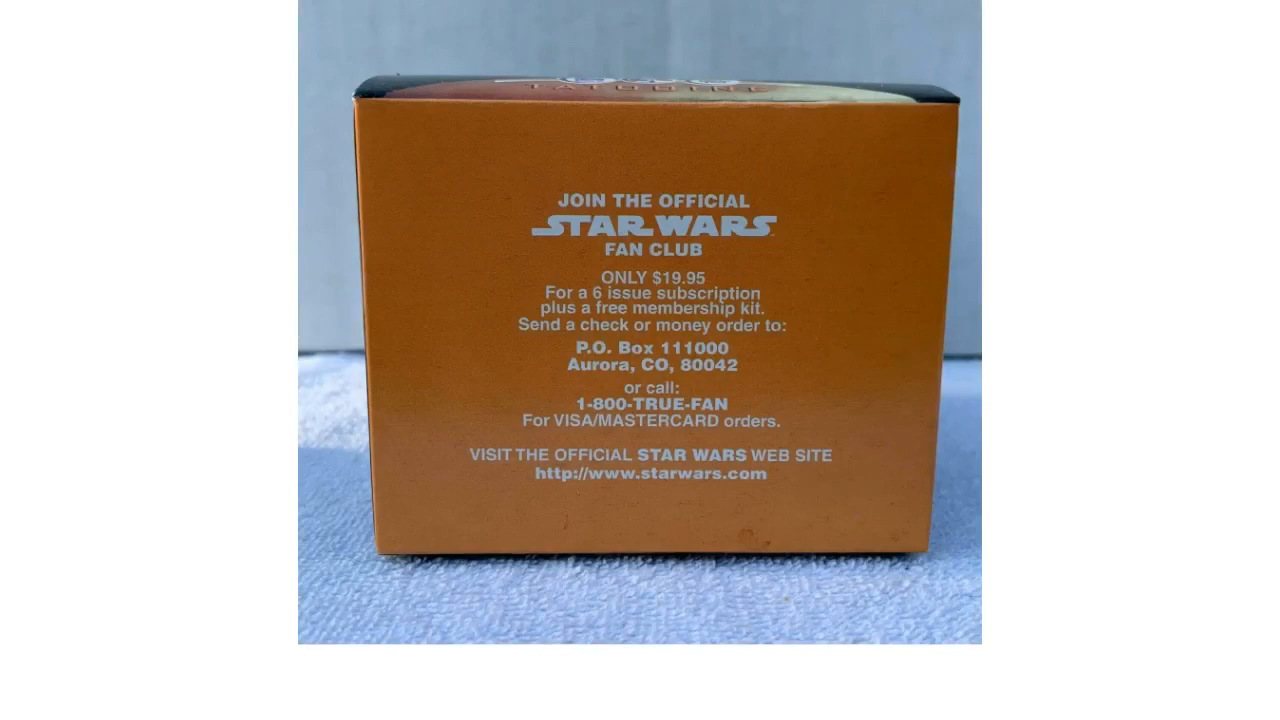 TATOOINE
JOIN THE OFFICIAL
STAR WARS
FAN CLUB
ONLY $19.95
For a 6 issue subscription
plus a free membership kit.
Send a check or money order to:
P.O. Box 111000
Aurora, CO, 80042
or call:
1-800-TRUE-FAN
For VISA/MASTERCARD orders.
VISIT THE OFFICIAL STAR WARS WEB SITE
http://www.starwars.com